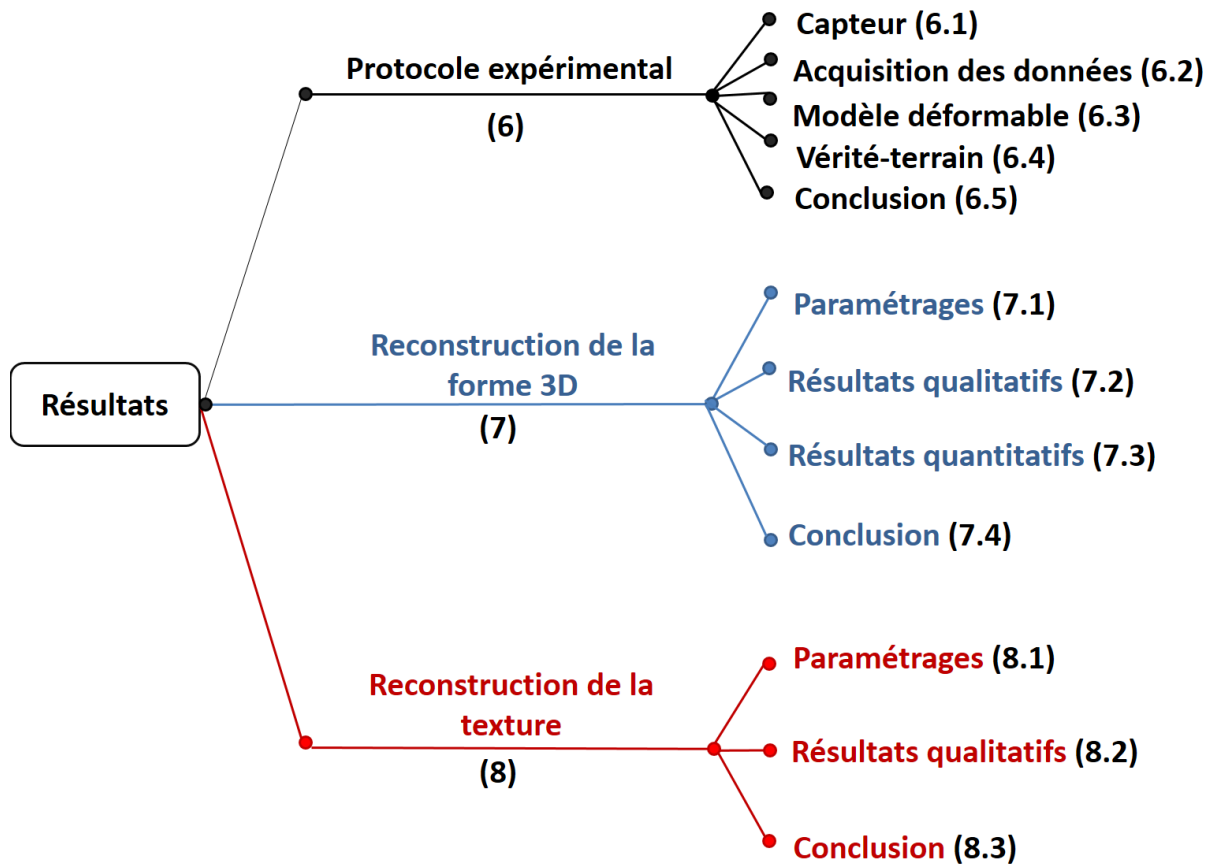 Résultats
Protocole expérimental
(6)
Capteur (6.1)
Acquisition des données (6.2)
Modèle déformable (6.3)
Vérité-terrain (6.4)
Conclusion (6.5)
Reconstruction de la
forme 3D
(7)
Paramétrages (7.1)
Résultats qualitatifs (7.2)
Résultats quantitatifs (7.3)
Conclusion (7.4)
Reconstruction de la
texture
(8)
Paramétrages (8.1)
Résultats qualitatifs (8.2)
Conclusion (8.3)